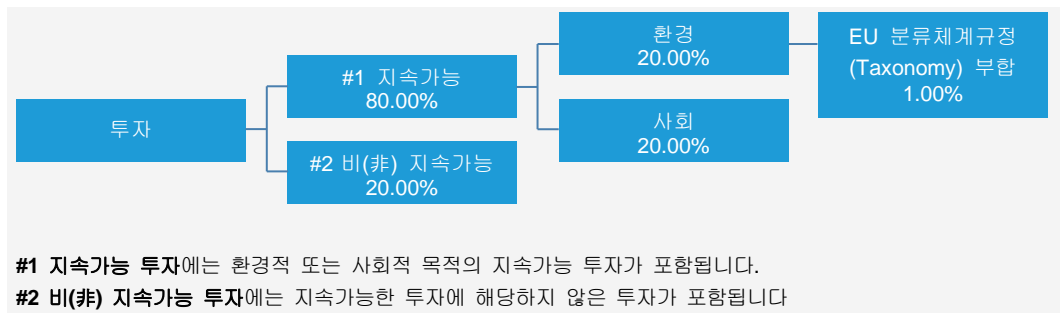 투자
#1 지속가능
80.00%
#2 비(非) 지속가능
20.00%
환경
20.00%
사회
20.00%
EU 분류체계규정
(Taxonomy) 부합
1.00%
#1 지속가능 투자에는 환경적 또는 사회적 목적의 지속가능 투자가 포함됩니다.
#2 비(非) 지속가능 투자에는 지속가능한 투자에 해당하지 않은 투자가 포함됩니다